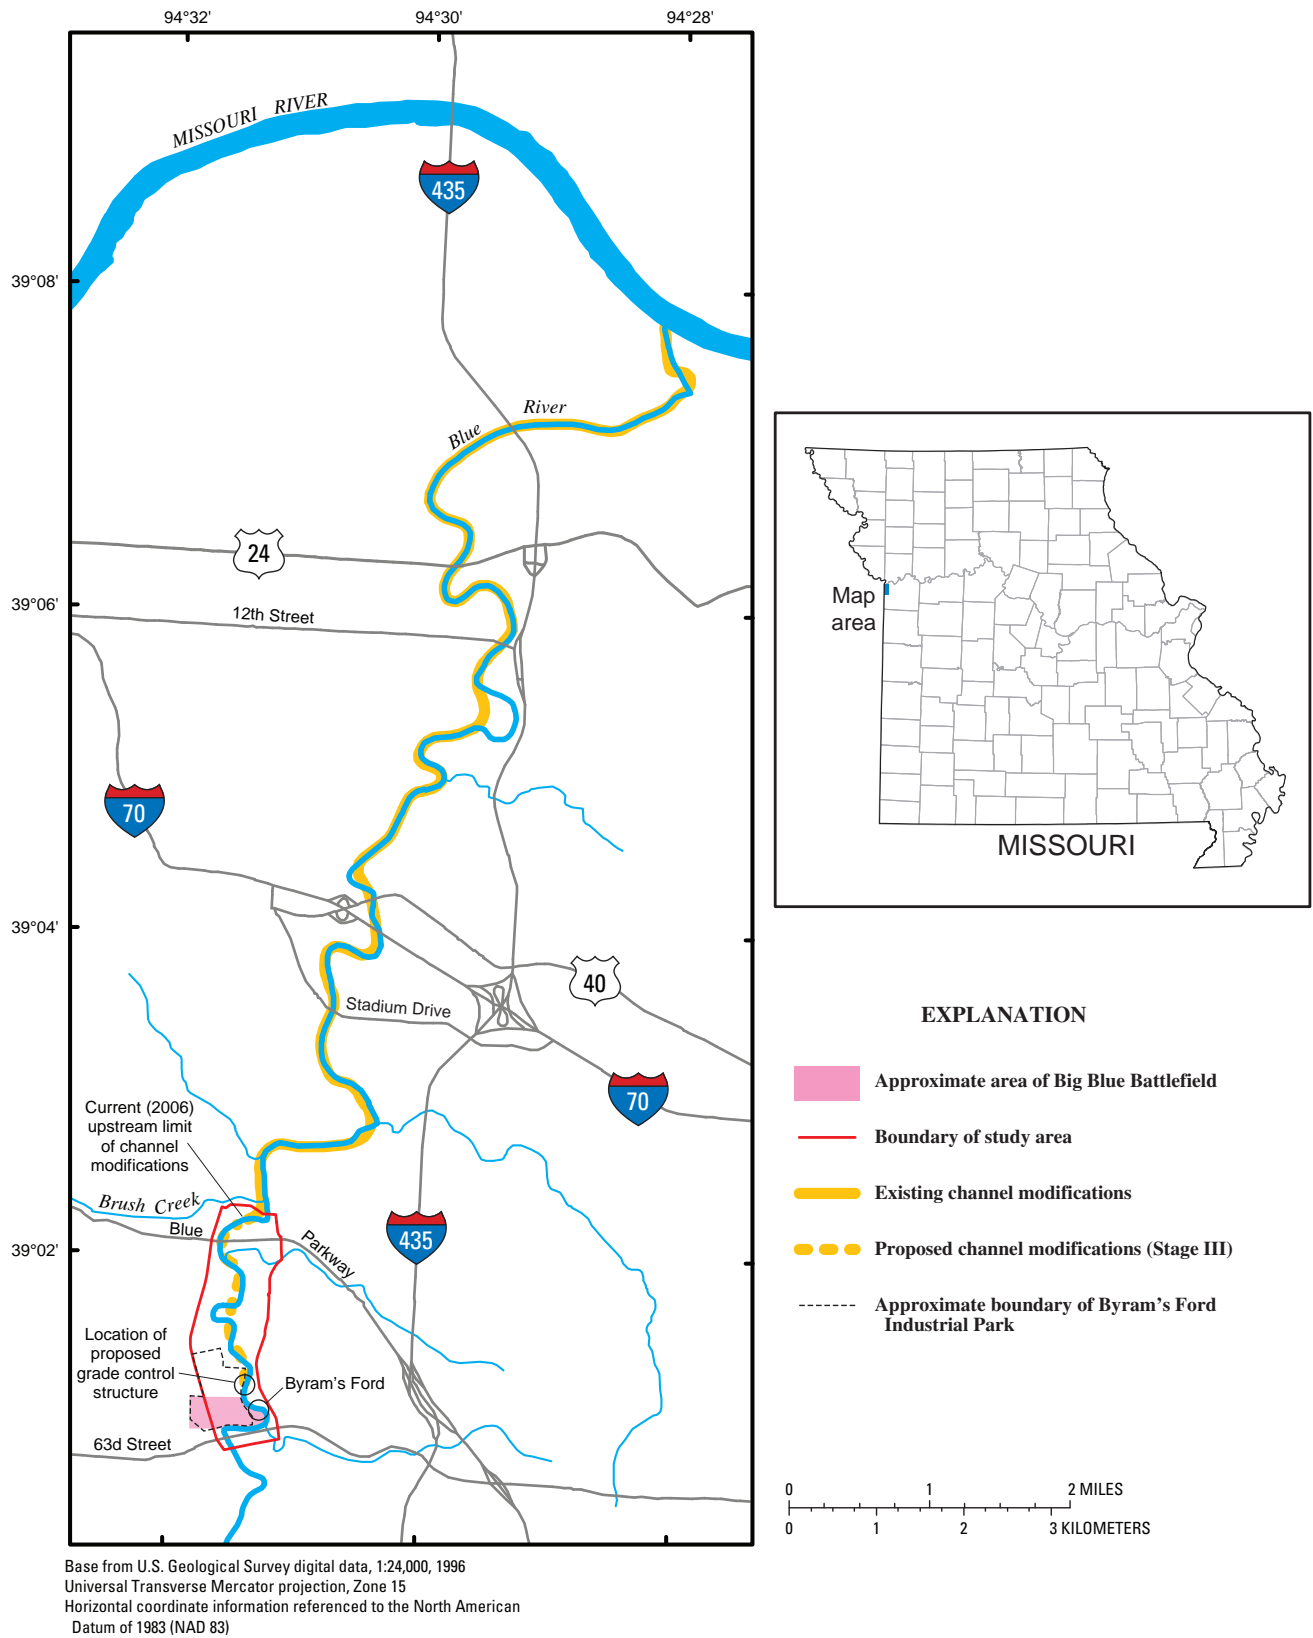 94°32'
94°30'
94°28'
MISSOURI RIVER
435
39°08'
Blue River
24
39°06'
12th Street
Map
area
MISSOURI
70
39°04'
40
Stadium Drive
70
EXPLANATION
Approximate area of Big Blue Battlefield
Boundary of study area
Existing channel modifications
Proposed channel modifications (Stage III)
Approximate boundary of Byram's Ford
Industrial Park
Current (2006)
upstream limit
of channel
modifications
Brush Creek
Blue Parkway
435
39°02'
Location of
proposed
grade control
structure
Byram's Ford
63d Street
0 1 2 MILES
0 1 2 3 KILOMETERS
Base from U.S. Geological Survey digital data, 1:24,000, 1996
Universal Transverse Mercator projection, Zone 15
Horizontal coordinate information referenced to the North American
Datum of 1983 (NAD 83)